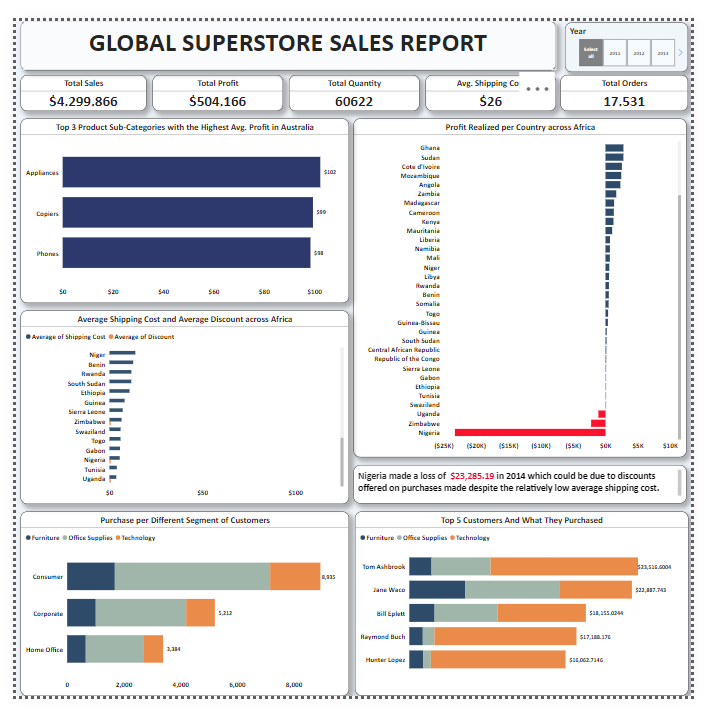 GLOBAL SUPERSTORE SALES REPORT
Year
Select all
2011
2012
2013
Total Sales
$4.299.866
Total Profit
$504.166
Total Quantity
60622
Avg. Shipping Co
$26
Total Orders
17.531
Top 3 Product Sub-Categories with the Highest Avg. Profit in Australia
Appliances
$102
Copiers
$99
Phones
$98
$0 $20 $40 $60 $80 $100
Profit Realized per Country across Africa
Ghana
Sudan
Cote d'Ivoire
Mozambique
Angola
Zambia
Madagascar
Cameroon
Kenya
Mauritania
Liberia
Namibia
Mali
Niger
Libya
Rwanda
Benin
Somalia
Togo
Guinea-Bissau
Guinea
South Sudan
Central African Republic
Republic of the Congo
Sierra Leone
Gabon
Ethiopia
Tunisia
Swaziland
Uganda
Zimbabwe
Nigeria
($25K) ($20K) ($15K) ($10K) ($5K) $0K $5K $10K
Average Shipping Cost and Average Discount across Africa
Average of Shipping Cost Average of Discount
Niger
Benin
Rwanda
South Sudan
Ethiopia
Guinea
Sierra Leone
Zimbabwe
Swaziland
Togo
Gabon
Nigeria
Tunisia
Uganda
$0 $50 $100
Nigeria made a loss of $23,285.19 in 2014 which could be due to discounts
offered on purchases made despite the relatively low average shipping cost.
Purchase per Different Segment of Customers
Furniture Office Supplies Technology
Consumer
8,935
Corporate
5,212
Home Office
3,384
0 2,000 4,000 6,000 8,000
Top 5 Customers And What They Purchased
Furniture Office Supplies Technology
Tom Ashbrook
$23,516.6004
Jane Waco
$22,887.743
Bill Eplett
$18,155.0244
Raymond Buch
$17,188.176
Hunter Lopez
$16,062.7146